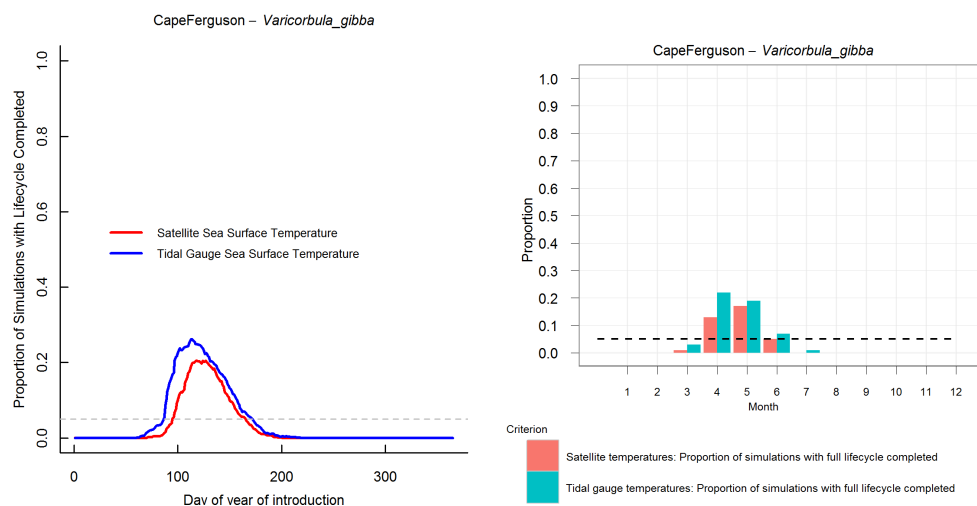 CapeFerguson – Varicorbula_gibba
Proportion of Simulations with Lifecycle Completed
1.0
0.8
0.6
0.4
0.2
0.0
Satellite Sea Surface Temperature
Tidal Gauge Sea Surface Temperature
0 100 200 300
Day of year of introduction
CapeFerguson – Varicorbula_gibba
Proportion
1.0
0.9
0.8
0.7
0.6
0.5
0.4
0.3
0.2
0.1
0.0
1 2 3 4 5 6 7 8 9 10 11 12
Month
Criterion
Satellite temperatures: Proportion of simulations with full lifecycle completed
Tidal gauge temperatures: Proportion of simulations with full lifecycle completed